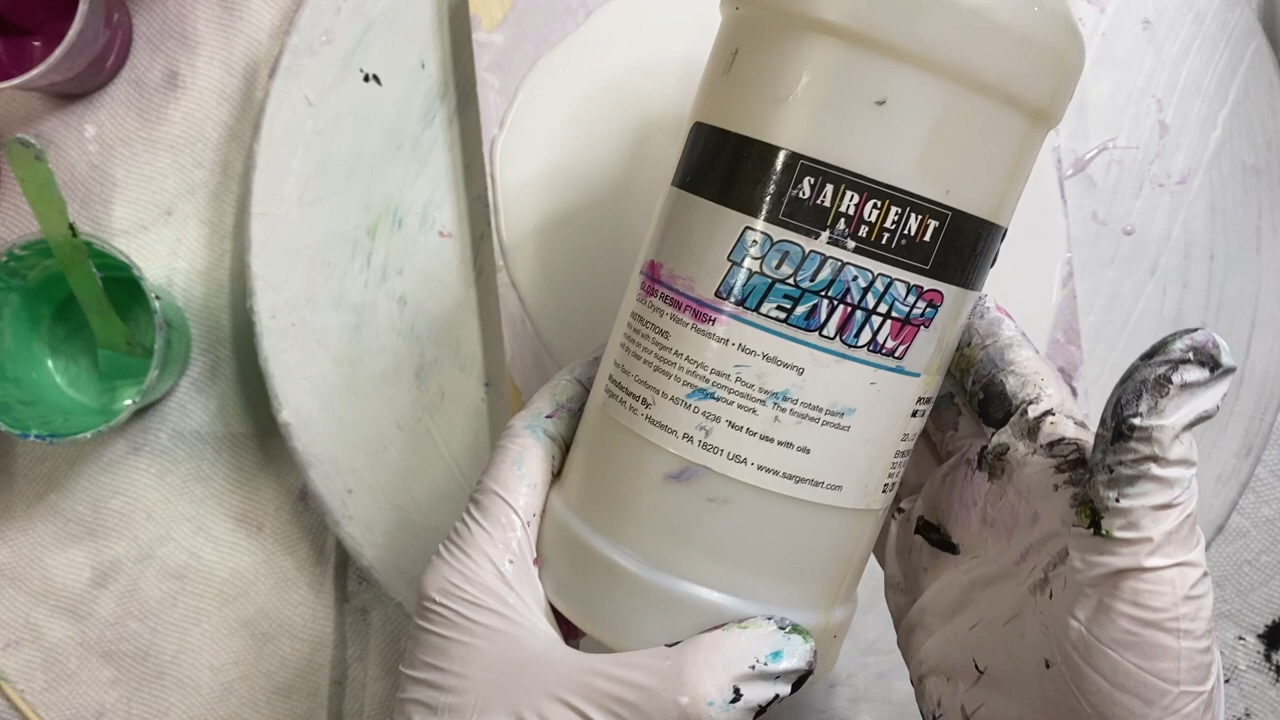 SARGENT
ART
POURING
MEDIUM
GLOSS RESIN FINISH
Quick Drying • Water Resistant • Non-Yellowing
INSTRUCTIONS:
Mix well with Sargent Art Acrylic paint. Pour, swirl, and rotate paint
mixture on your support in infinite compositions. The finished product
will dry clear and glossy to preserve your work.
Non-Toxic • Conforms to ASTM D 4236 *Not for use with oils
Manufactured By:
Sargent Art, Inc. • Hazleton, PA 18201 USA • www.sargentart.com